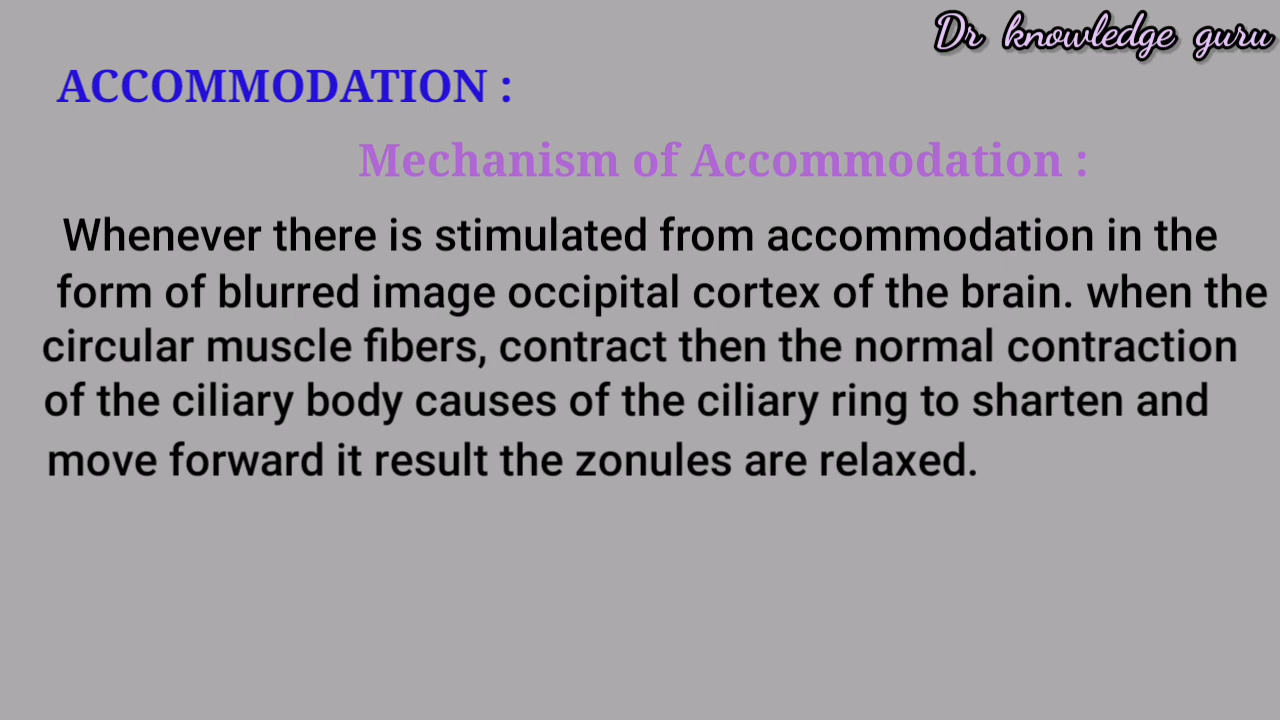 Dr knowledge guru
ACCOMMODATION :
Mechanism of Accommodation :
Whenever there is stimulated from accommodation in the
form of blurred image occipital cortex of the brain. when the
circular muscle fibers, contract then the normal contraction
of the ciliary body causes of the ciliary ring to sharten and
move forward it result the zonules are relaxed.